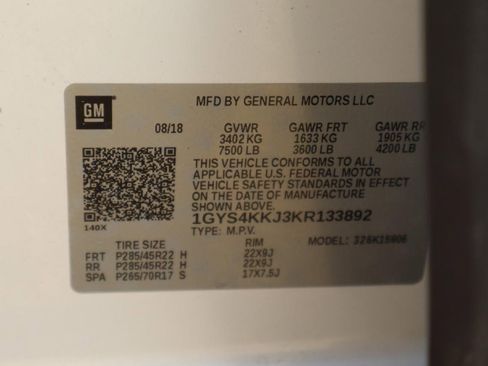 GM
MFD BY GENERAL MOTORS LLC
08/18 GVWR GAWR FRT GAWR RR
3402 KG 1633 KG 1905 KG
7500 LB 3600 LB 4200 LB
THIS VEHICLE CONFORMS TO ALL
APPLICABLE U.S. FEDERAL MOTOR
VEHICLE SAFETY STANDARDS IN EFFECT
ON THE DATE OF MANUFACTURE
SHOWN ABOVE.
1GYS4KKJ3KR133892
140X TYPE: M.P.V.
TIRE SIZE RIM MODEL:
FRT P285/45R22 H 22X9J
RR P285/45R22 H 22X9J
SPA P265/70R17 S 17X7.5J